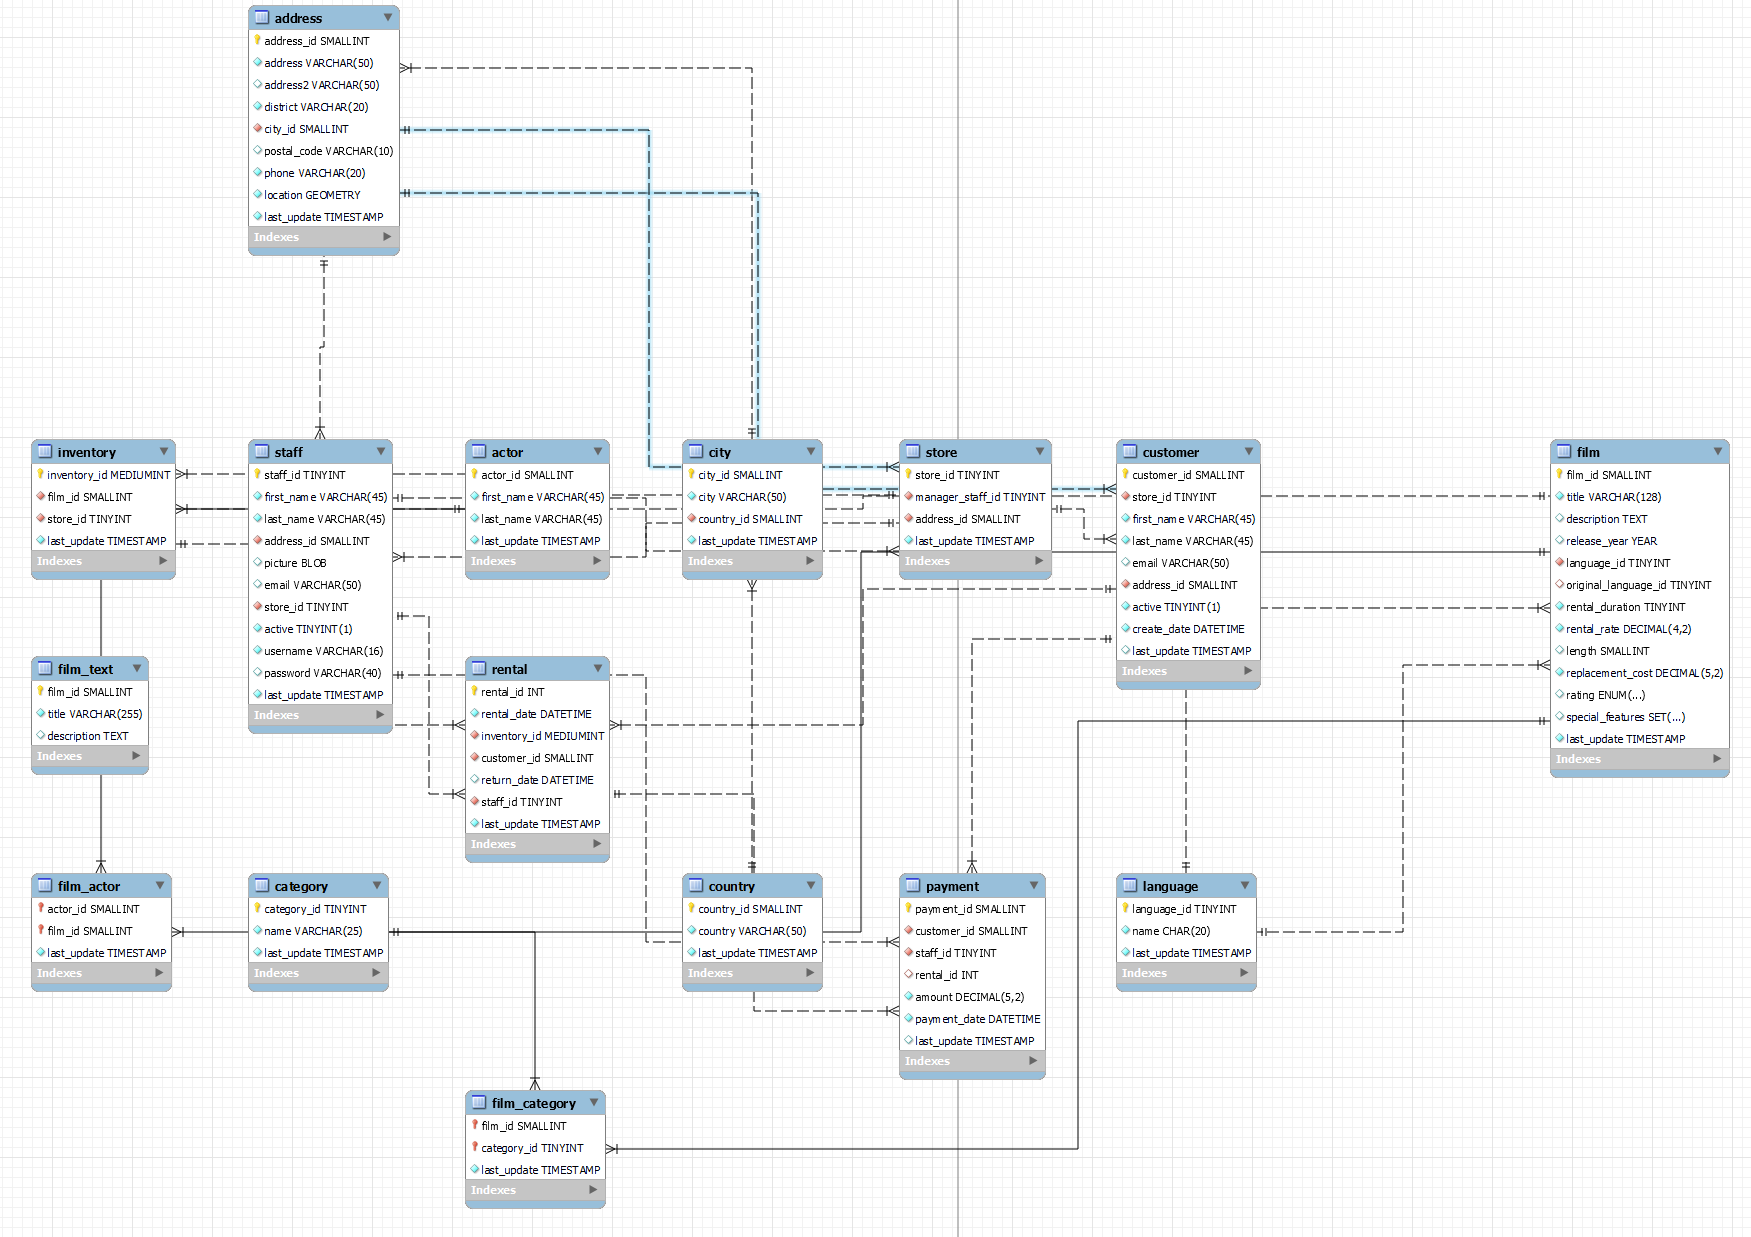 address
address_id SMALLINT
address VARCHAR(50)
address2 VARCHAR(50)
district VARCHAR(20)
city_id SMALLINT
postal_code VARCHAR(10)
phone VARCHAR(20)
location GEOMETRY
last_update TIMESTAMP
Indexes
inventory
inventory_id MEDIUMINT
film_id SMALLINT
store_id TINYINT
last_update TIMESTAMP
Indexes
staff
staff_id TINYINT
first_name VARCHAR(45)
last_name VARCHAR(45)
address_id SMALLINT
picture BLOB
email VARCHAR(50)
store_id TINYINT
active TINYINT(1)
username VARCHAR(16)
password VARCHAR(40)
last_update TIMESTAMP
Indexes
actor
actor_id SMALLINT
first_name VARCHAR(45)
last_name VARCHAR(45)
last_update TIMESTAMP
Indexes
city
city_id SMALLINT
city VARCHAR(50)
country_id SMALLINT
last_update TIMESTAMP
Indexes
store
store_id TINYINT
manager_staff_id TINYINT
address_id SMALLINT
last_update TIMESTAMP
Indexes
customer
customer_id SMALLINT
store_id TINYINT
first_name VARCHAR(45)
last_name VARCHAR(45)
email VARCHAR(50)
address_id SMALLINT
active TINYINT(1)
create_date DATETIME
last_update TIMESTAMP
Indexes
film
film_id SMALLINT
title VARCHAR(128)
description TEXT
release_year YEAR
language_id TINYINT
original_language_id TINYINT
rental_duration TINYINT
rental_rate DECIMAL(4,2)
length SMALLINT
replacement_cost DECIMAL(5,2)
rating ENUM(...)
special_features SET(...)
last_update TIMESTAMP
Indexes
film_text
film_id SMALLINT
title VARCHAR(255)
description TEXT
Indexes
rental
rental_id INT
rental_date DATETIME
inventory_id MEDIUMINT
customer_id SMALLINT
return_date DATETIME
staff_id TINYINT
last_update TIMESTAMP
Indexes
film_actor
actor_id SMALLINT
film_id SMALLINT
last_update TIMESTAMP
Indexes
category
category_id TINYINT
name VARCHAR(25)
last_update TIMESTAMP
Indexes
country
country_id SMALLINT
country VARCHAR(50)
last_update TIMESTAMP
Indexes
payment
payment_id SMALLINT
customer_id SMALLINT
staff_id TINYINT
rental_id INT
amount DECIMAL(5,2)
payment_date DATETIME
last_update TIMESTAMP
Indexes
language
language_id TINYINT
name CHAR(20)
last_update TIMESTAMP
Indexes
film_category
film_id SMALLINT
category_id TINYINT
last_update TIMESTAMP
Indexes